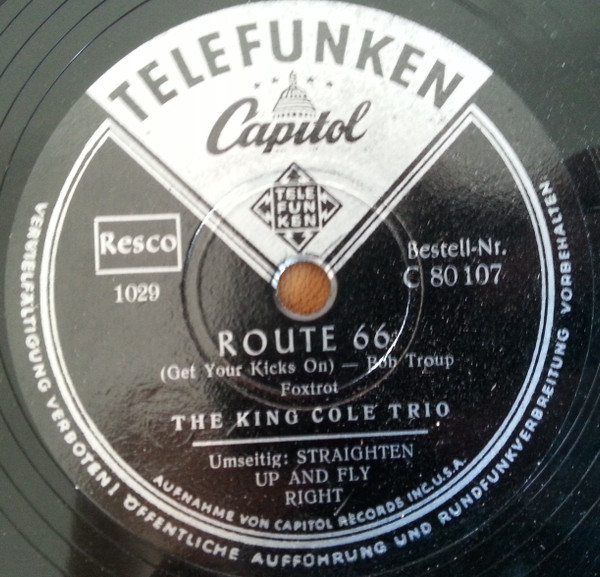 TELEFUNKEN
Capitol
TELE
FUN
KEN
Resco
1029
Bestell-Nr.
C 80107
ROUTE 66
(Get Your Kicks On) — Bob Troup
Foxtrot
THE KING COLE TRIO
Umseitig: STRAIGHTEN
UP AND FLY
RIGHT
AUFNAHME VON CAPITOL RECORDS INC. U.S.A.
VERVIELFÄLTIGUNG VERBOTEN! ÖFFENTLICHE AUFFÜHRUNG UND RUNDFUNKVERBREITUNG VORBEHALTEN.